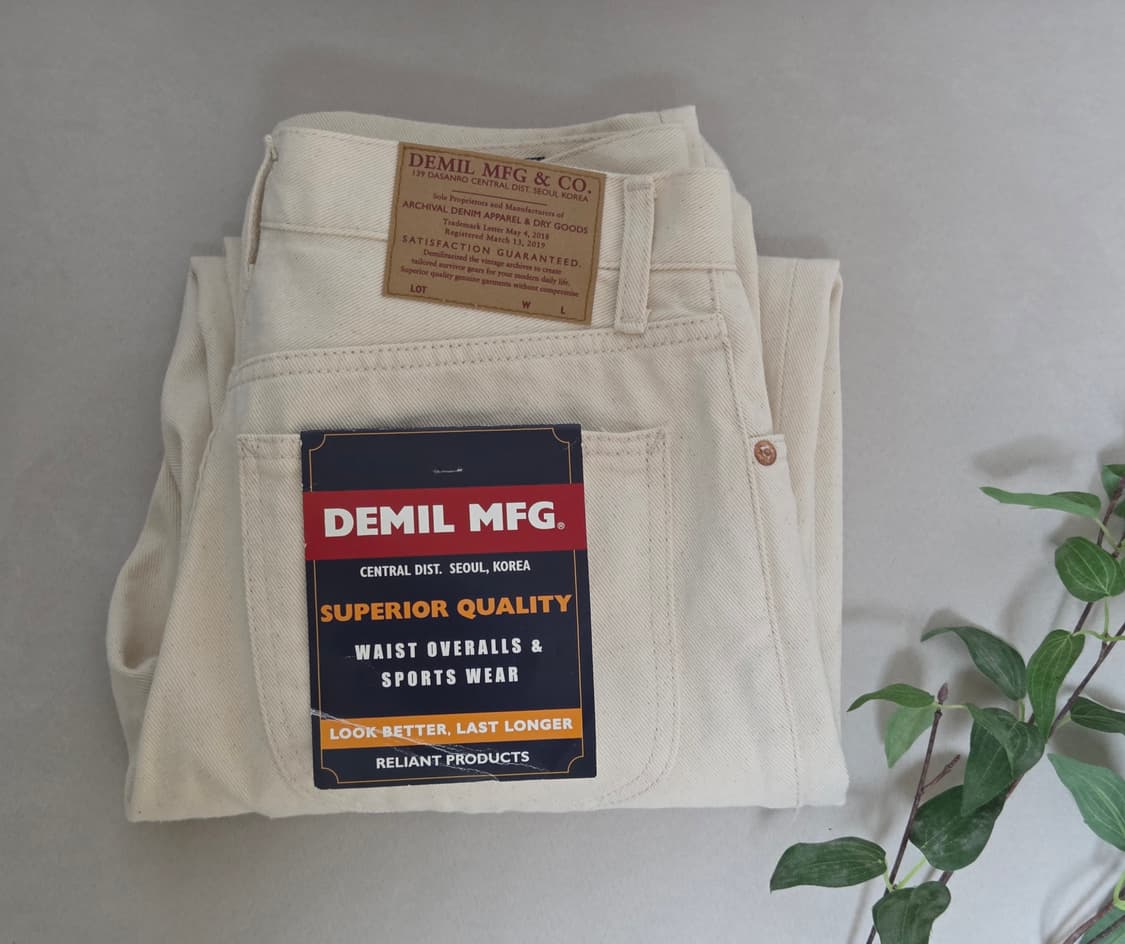 DEMIL MFG & CO.
139 DASANRO CENTRAL DIST. SEOUL KOREA
Sole Proprietors and Manufacturers of
ARCHIVAL DENIM APPAREL & DRY GOODS
Trademark Letter May 4, 2018
Registered March 13, 2019
SATISFACTION GUARANTEED.
Demilitarized the vintage archives to create
tailored survivor gears for your modern daily life.
Superior quality genuine garments without compromise
LOT W L
DEMIL MFG®
CENTRAL DIST. SEOUL, KOREA
SUPERIOR QUALITY
WAIST OVERALLS &
SPORTS WEAR
LOOK BETTER, LAST LONGER
RELIANT PRODUCTS